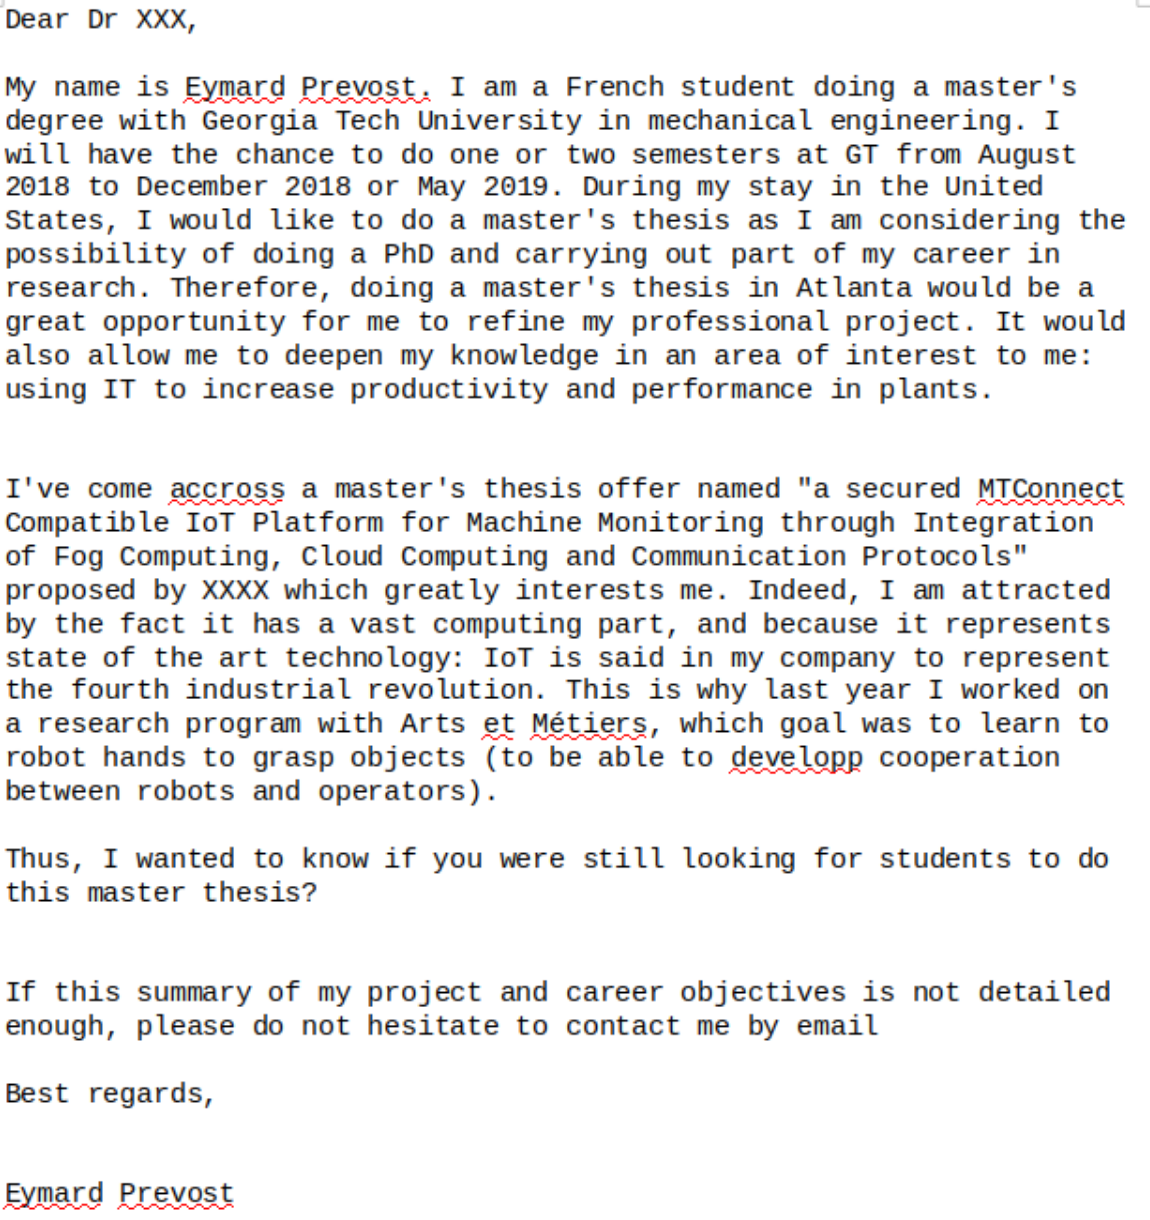 Dear Dr XXX,
My name is Eymard Prevost. I am a French student doing a master's
degree with Georgia Tech University in mechanical engineering. I
will have the chance to do one or two semesters at GT from August
2018 to December 2018 or May 2019. During my stay in the United
States, I would like to do a master's thesis as I am considering the
possibility of doing a PhD and carrying out part of my career in
research. Therefore, doing a master's thesis in Atlanta would be a
great opportunity for me to refine my professional project. It would
also allow me to deepen my knowledge in an area of interest to me:
using IT to increase productivity and performance in plants.
I've come accross a master's thesis offer named "a secured MTConnect
Compatible IoT Platform for Machine Monitoring through Integration
of Fog Computing, Cloud Computing and Communication Protocols"
proposed by XXXX which greatly interests me. Indeed, I am attracted
by the fact it has a vast computing part, and because it represents
state of the art technology: IoT is said in my company to represent
the fourth industrial revolution. This is why last year I worked on
a research program with Arts et Métiers, which goal was to learn to
robot hands to grasp objects (to be able to developp cooperation
between robots and operators).
Thus, I wanted to know if you were still looking for students to do
this master thesis?
If this summary of my project and career objectives is not detailed
enough, please do not hesitate to contact me by email
Best regards,
Eymard Prevost